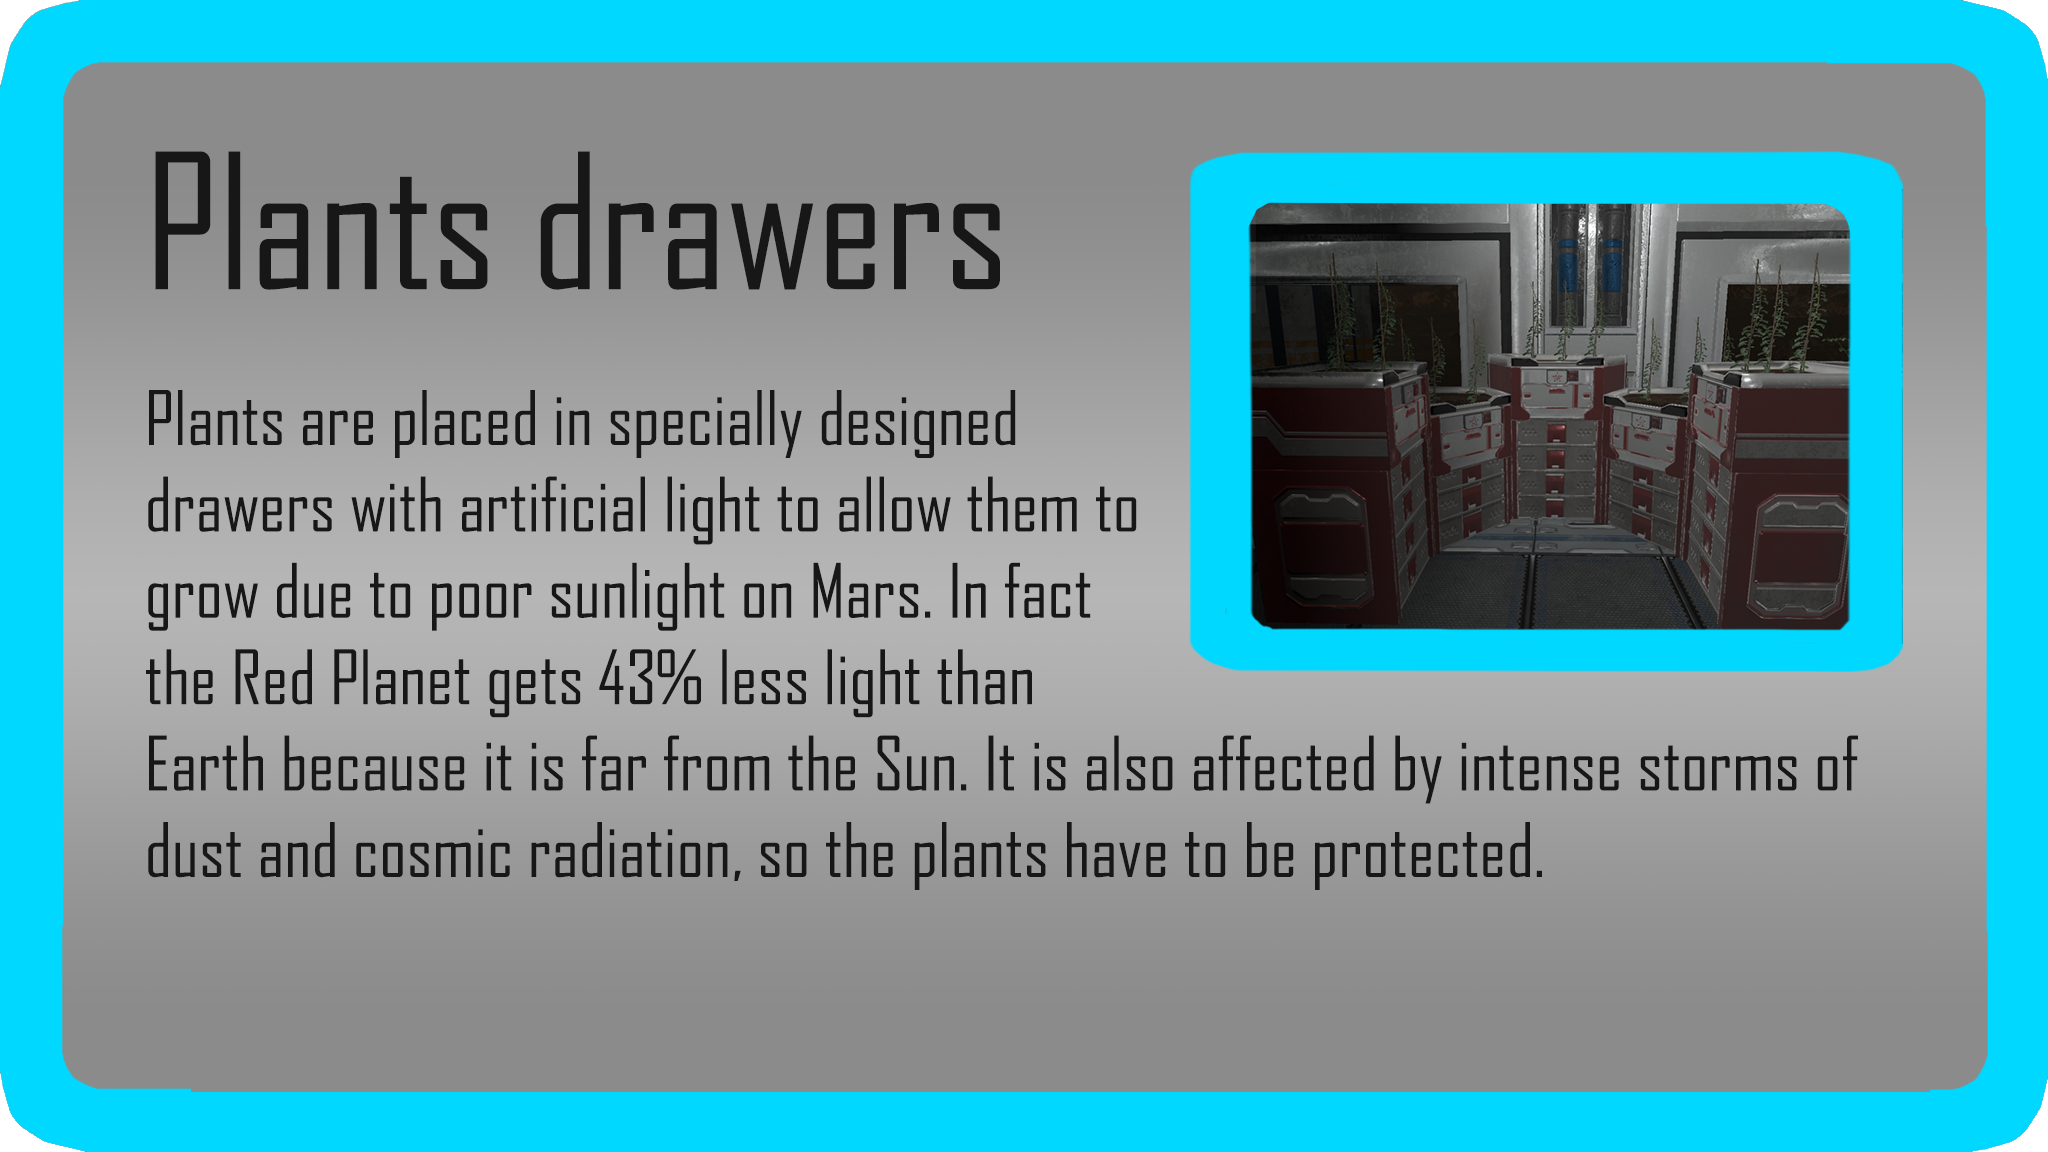 Plants drawers
Plants are placed in specially designed
drawers with artificial light to allow them to
grow due to poor sunlight on Mars. In fact
the Red Planet gets 43% less light than
Earth because it is far from the Sun. It is also affected by intense storms of
dust and cosmic radiation, so the plants have to be protected.